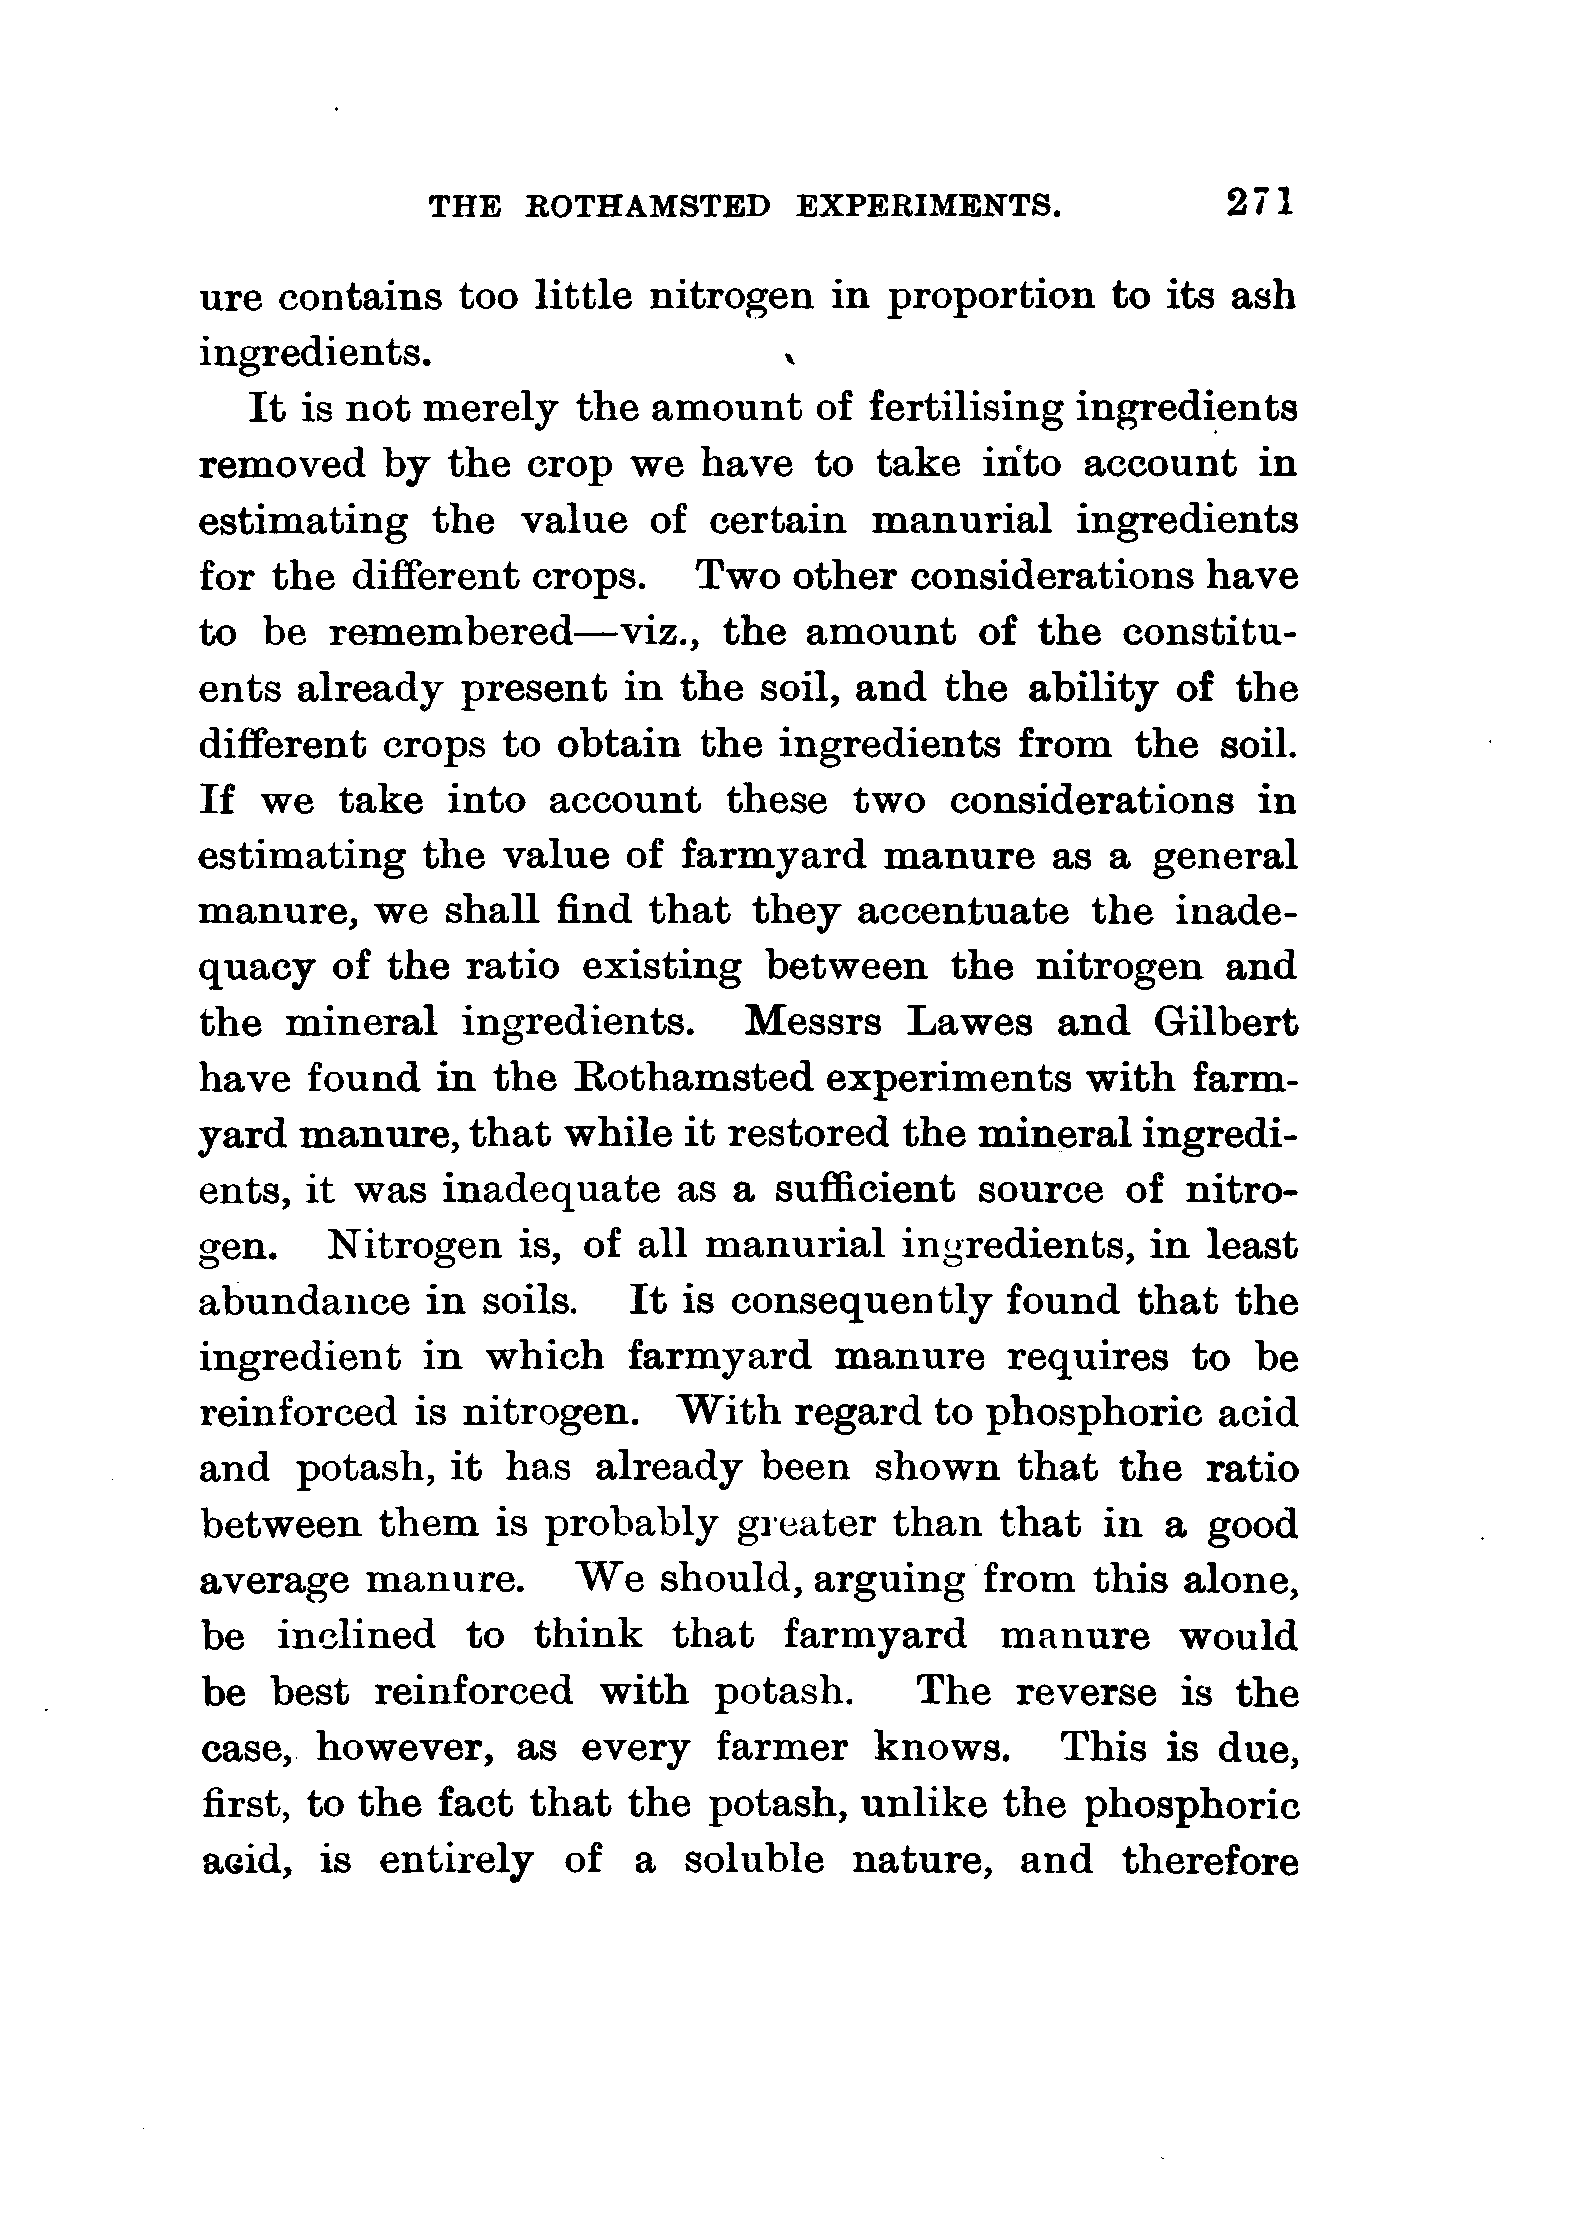 THE ROTHAMSTED EXPERIMENTS. 271
ure contains too little nitrogen in proportion to its ash
ingredients.
It is not merely the amount of fertilising ingredients
removed by the crop we have to take into account in
estimating the value of certain manurial ingredients
for the different crops. Two other considerations have
to be remembered—viz., the amount of the constitu-
ents already present in the soil, and the ability of the
different crops to obtain the ingredients from the soil.
If we take into account these two considerations in
estimating the value of farmyard manure as a general
manure, we shall find that they accentuate the inade-
quacy of the ratio existing between the nitrogen and
the mineral ingredients. Messrs Lawes and Gilbert
have found in the Rothamsted experiments with farm-
yard manure, that while it restored the mineral ingredi-
ents, it was inadequate as a sufficient source of nitro-
gen. Nitrogen is, of all manurial ingredients, in least
abundance in soils. It is consequently found that the
ingredient in which farmyard manure requires to be
reinforced is nitrogen. With regard to phosphoric acid
and potash, it has already been shown that the ratio
between them is probably greater than that in a good
average manure. We should, arguing from this alone,
be inclined to think that farmyard manure would
be best reinforced with potash. The reverse is the
case, however, as every farmer knows. This is due,
first, to the fact that the potash, unlike the phosphoric
acid, is entirely of a soluble nature, and therefore